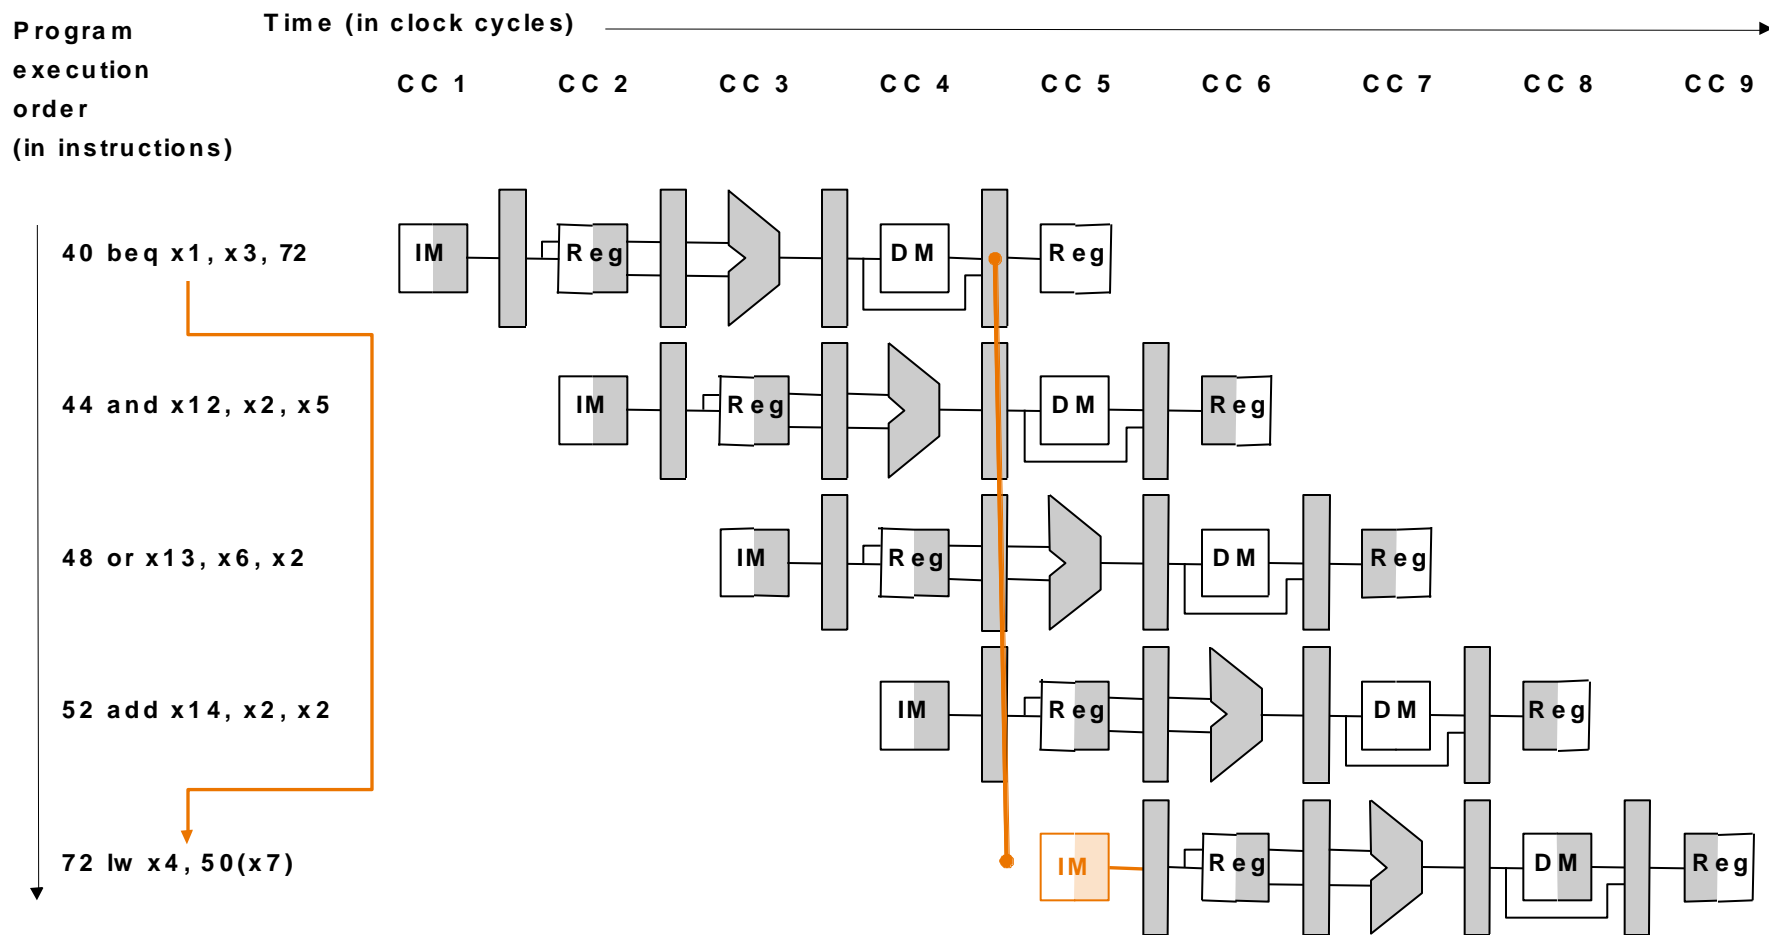 Program
execution
order
(in instructions)
Time (in clock cycles)
CC 1 CC 2 CC 3 CC 4 CC 5 CC 6 CC 7 CC 8 CC 9
40 beq x1, x3, 72
IM Reg DM Reg
44 and x12, x2, x5
IM Reg DM Reg
48 or x13, x6, x2
IM Reg DM Reg
52 add x14, x2, x2
IM Reg DM Reg
72 lw x4, 50(x7)
IM Reg DM Reg